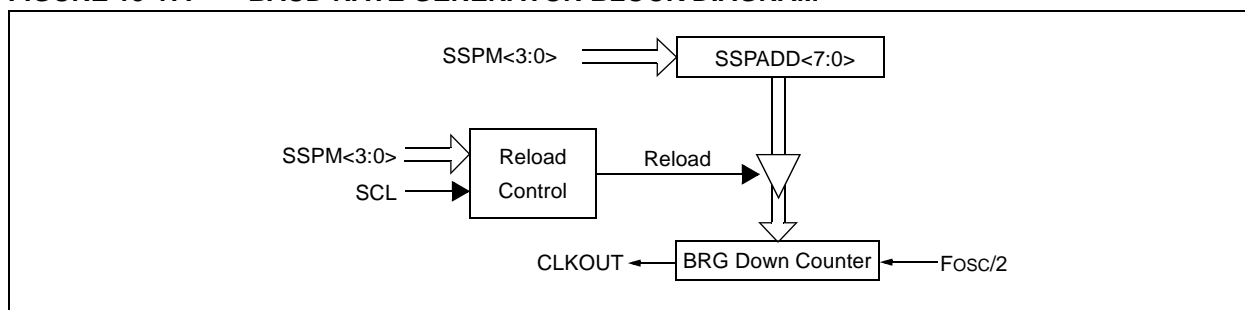 SSPM<3:0>
SSPADD<7:0>
SSPM<3:0>
SCL
Reload
Control
Reload
CLKOUT
BRG Down Counter
FOSC/2